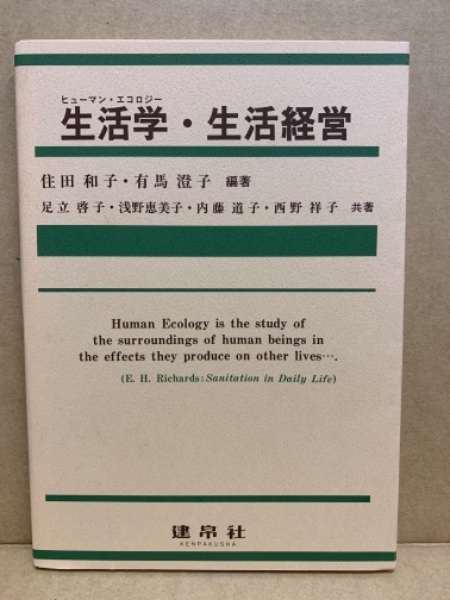 ヒューマン・エコロジー
生活学・生活経営
住田 和子・有馬 澄子 編著
足立 啓子・浅野恵美子・内藤 道子・西野 祥子 共著
Human Ecology is the study of
the surroundings of human beings in
the effects they produce on other lives….
(E. H. Richards: Sanitation in Daily Life)
建帛社
KENPAKUSHA